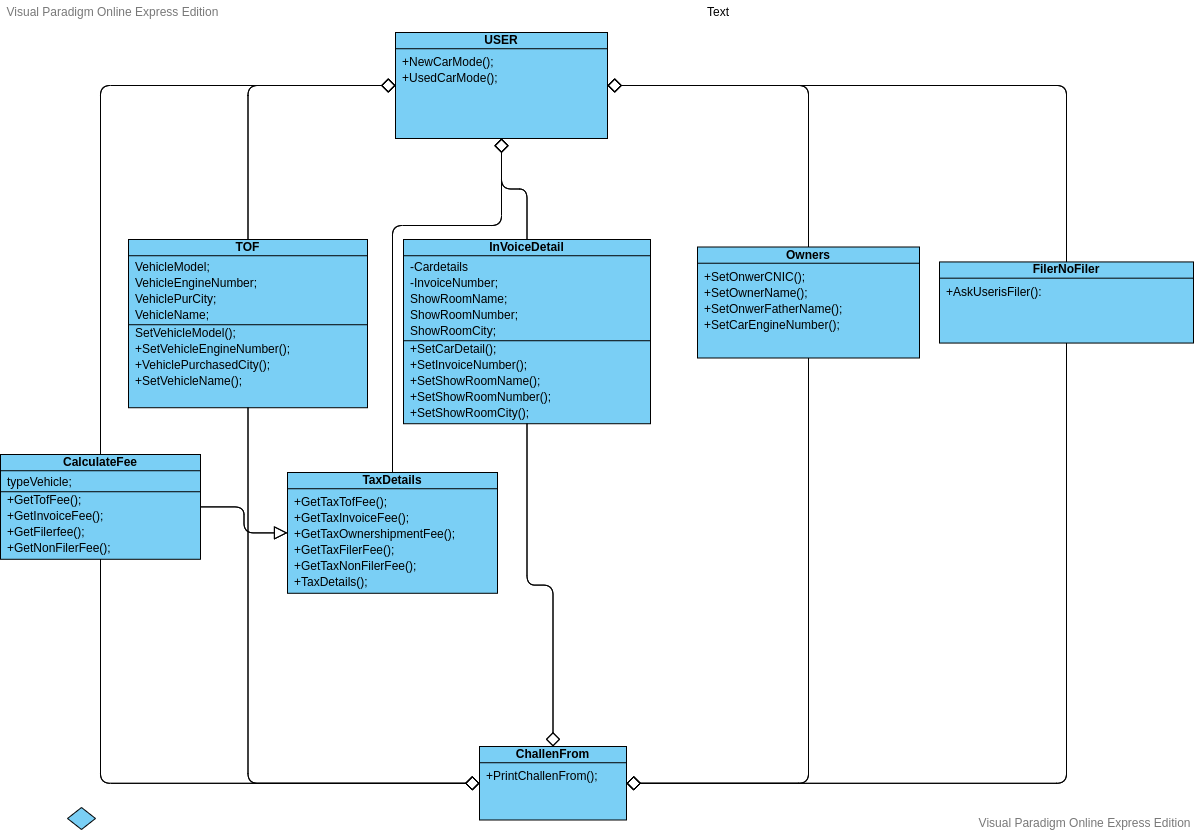 Visual Paradigm Online Express Edition
Text
USER
+NewCarMode();
+UsedCarMode();
TOF
VehicleModel;
VehicleEngineNumber;
VehiclePurCity;
VehicleName;
SetVehicleModel();
+SetVehicleEngineNumber();
+VehiclePurchasedCity();
+SetVehicleName();
InVoiceDetail
-Cardetails
-InvoiceNumber;
ShowRoomName;
ShowRoomNumber;
ShowRoomCity;
+SetCarDetail();
+SetInvoiceNumber();
+SetShowRoomName();
+SetShowRoomNumber();
+SetShowRoomCity();
Owners
+SetOnwerCNIC();
+SetOwnerName();
+SetOnwerFatherName();
+SetCarEngineNumber();
FilerNoFiler
+AskUserisFiler():
CalculateFee
typeVehicle;
+GetTofFee();
+GetInvoiceFee();
+GetFilerfee();
+GetNonFilerFee();
TaxDetails
+GetTaxTofFee();
+GetTaxInvoiceFee();
+GetTaxOwnershipmentFee();
+GetTaxFilerFee();
+GetTaxNonFilerFee();
+TaxDetails();
ChallenFrom
+PrintChallenFrom();
Visual Paradigm Online Express Edition